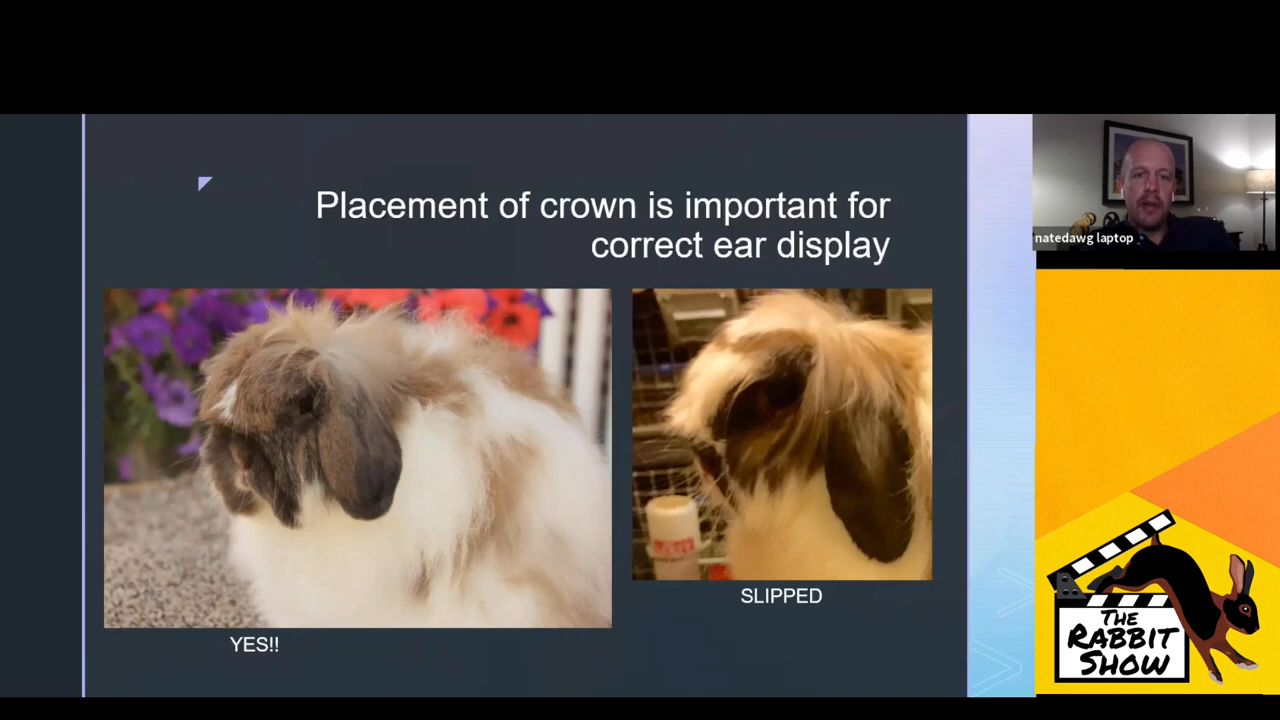 Placement of crown is important for
correct ear display
YES!!
SLIPPED
natedawg laptop
THE
RABBIT
SHOW